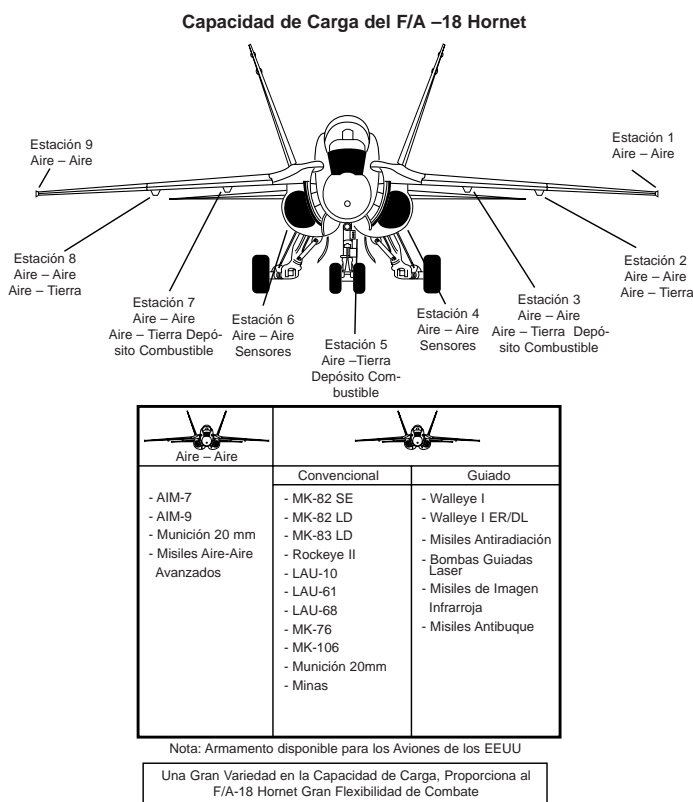 Capacidad de Carga del F/A –18 Hornet
Estación 9
Aire – Aire
Estación 1
Aire – Aire
Estación 8
Aire – Aire
Aire – Tierra
Estación 7
Aire – Aire
Aire – Tierra Depó-
sito Combustible
Estación 6
Aire – Aire
Sensores
Estación 5
Aire –Tierra
Depósito Com-
bustible
Estación 4
Aire – Aire
Sensores
Estación 3
Aire – Aire
Aire – Tierra Depó-
sito Combustible
Estación 2
Aire – Aire
Aire – Tierra
Aire – Aire
- AIM-7
- AIM-9
- Munición 20 mm
- Misiles Aire-Aire
Avanzados
Convencional
- MK-82 SE
- MK-82 LD
- MK-83 LD
- Rockeye II
- LAU-10
- LAU-61
- LAU-68
- MK-76
- MK-106
- Munición 20mm
- Minas
Guiado
- Walleye I
- Walleye I ER/DL
- Misiles Antiradiación
- Bombas Guiadas
Laser
- Misiles de Imagen
Infrarroja
- Misiles Antibuque
Nota: Armamento disponible para los Aviones de los EEUU
Una Gran Variedad en la Capacidad de Carga, Proporciona al
F/A-18 Hornet Gran Flexibilidad de Combate